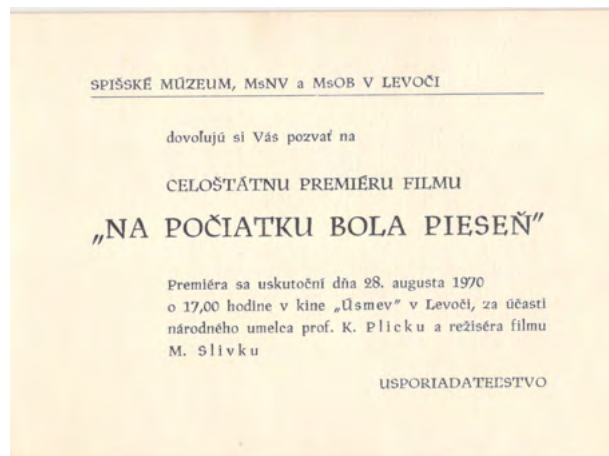 SPIŠSKÉ MÚZEUM, MsNV a MsOB V LEVOČI
dovoľujú si Vás pozvať na
CELOŠTÁTNU PREMIÉRU FILMU
„NA POČIATKU BOLA PIESEŇ"
Premiéra sa uskutoční dňa 28. augusta 1970
o 17,00 hodine v kine „Úsmev" v Levoči, za účasti
národného umelca prof. K. Plicku a režiséra filmu
M. Slivku
USPORIADATEĽSTVO